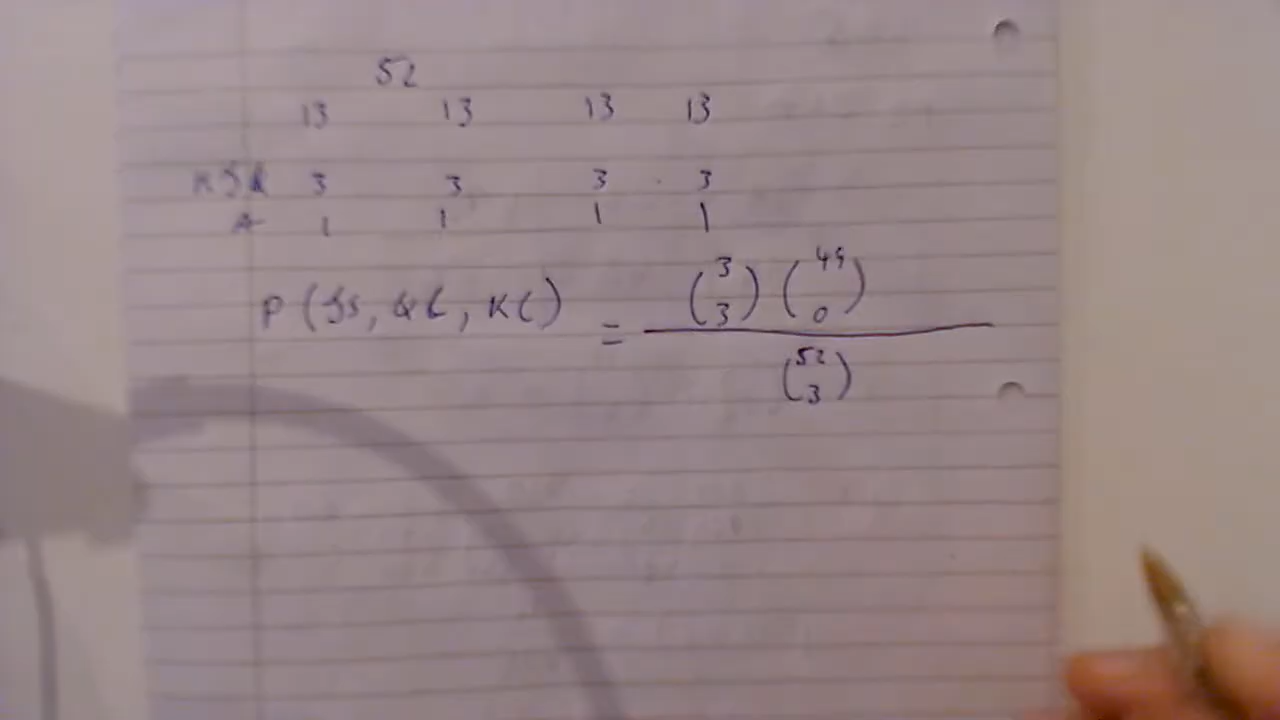 52
13 13 13 13
KJQ 3 3 3 3
A 1 1 1 1
P (JS, QC, KC) = (3 3) (49 0)
(52 3)